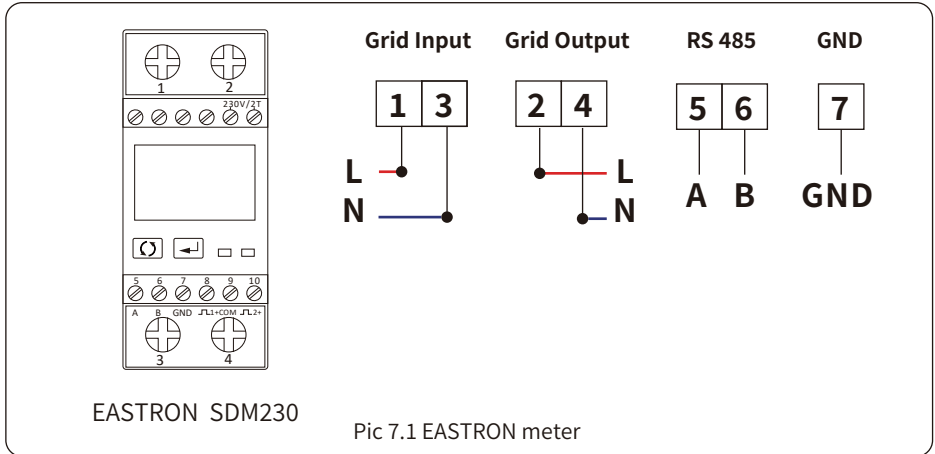 Grid Input Grid Output RS 485 GND
1 2
230V/2T
1 3 2 4 5 6 7
L L A B GND
N N
5 6 7 8 9 10
A B GND 1+COM 2+
3 4
EASTRON SDM230
Pic 7.1 EASTRON meter